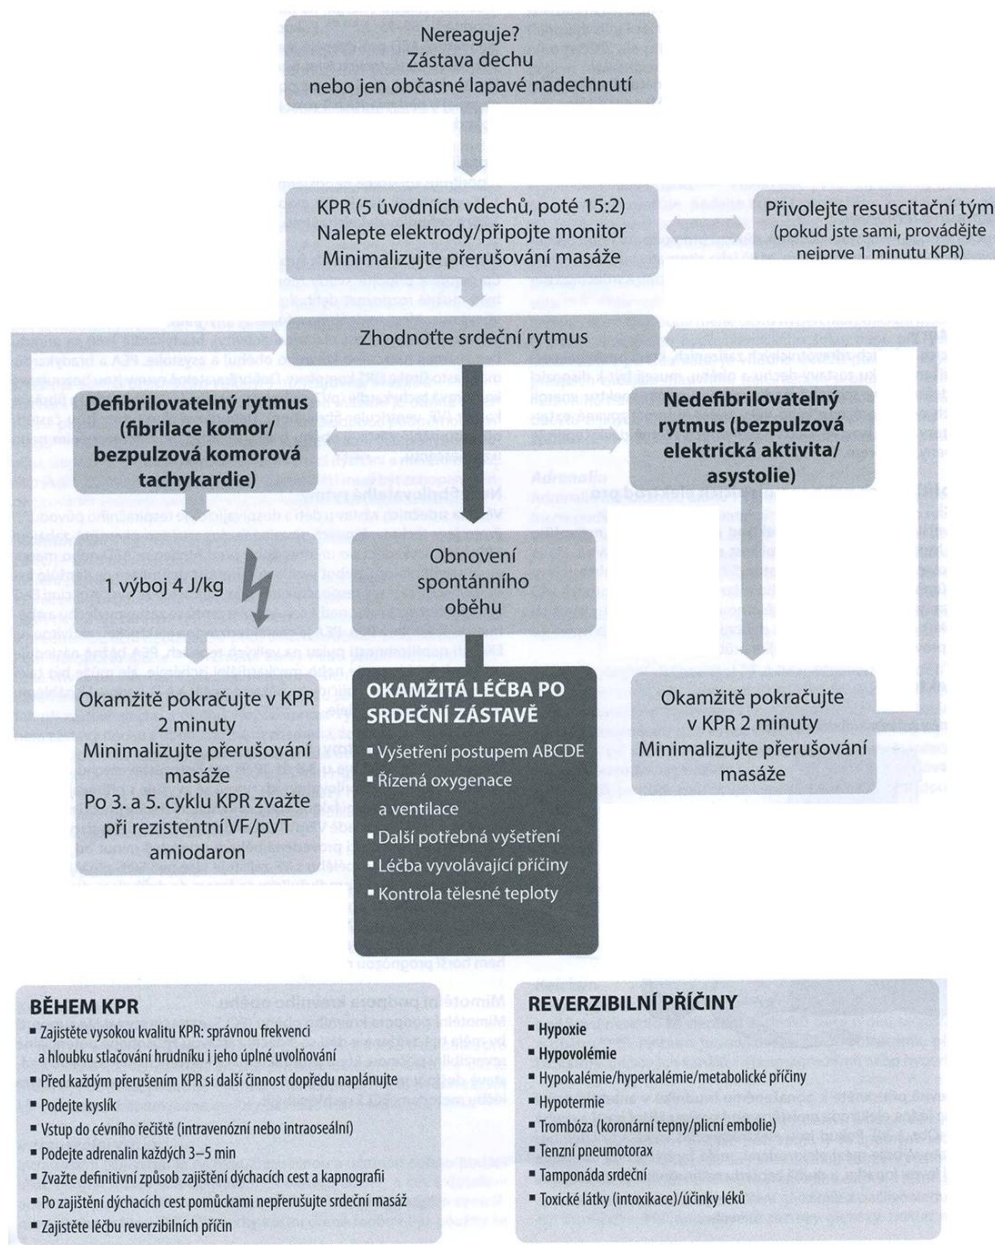 Nereaguje?
Zástava dechu
nebo jen občasné lapavé nadechnutí
KPR (5 úvodních vdechů, poté 15:2)
Nalepte elektrody/připojte monitor
Minimalizujte přerušování masáže
Přivolejte resuscitační tým
(pokud jste sami, provádějte
nejprve 1 minutu KPR)
Zhodnoťte srdeční rytmus
Defibrilovatelný rytmus
(fibrilace komor/
bezpulzová komorová
tachykardie)
Nedefibrilovatelný
rytmus (bezpulzová
elektrická aktivita/
asystolie)
1 výboj 4 J/kg
Obnovení
spontánního
oběhu
Okamžitě pokračujte v KPR
2 minuty
Minimalizujte přerušování
masáže
Po 3. a 5. cyklu KPR zvažte
při rezistentní VF/pVT
amiodaron
OKAMŽITÁ LÉČBA PO
SRDEČNÍ ZÁSTAVĚ
▪ Vyšetření postupem ABCDE
▪ Řízená oxygenace
a ventilace
▪ Další potřebná vyšetření
▪ Léčba vyvolávající příčiny
▪ Kontrola tělesné teploty
Okamžitě pokračujte
v KPR 2 minuty
Minimalizujte přerušování
masáže
BĚHEM KPR
▪ Zajistěte vysokou kvalitu KPR: správnou frekvenci
a hloubku stlačování hrudníku i jeho úplné uvolňování
▪ Před každým přerušením KPR si další činnost dopředu naplánujte
▪ Podejte kyslík
▪ Vstup do cévního řečiště (intravenózní nebo intraoseální)
▪ Podejte adrenalin každých 3–5 min
▪ Zvažte definitivní způsob zajištění dýchacích cest a kapnografii
▪ Po zajištění dýchacích cest pomůckami nepřerušujte srdeční masáž
▪ Zajistěte léčbu reverzibilních příčin
REVERZIBILNÍ PŘÍČINY
▪ Hypoxie
▪ Hypovolémie
▪ Hypokalémie/hyperkalémie/metabolické příčiny
▪ Hypotermie
▪ Trombóza (koronární tepny/plicní embolie)
▪ Tenzní pneumotorax
▪ Tamponáda srdeční
▪ Toxické látky (intoxikace)/účinky léků